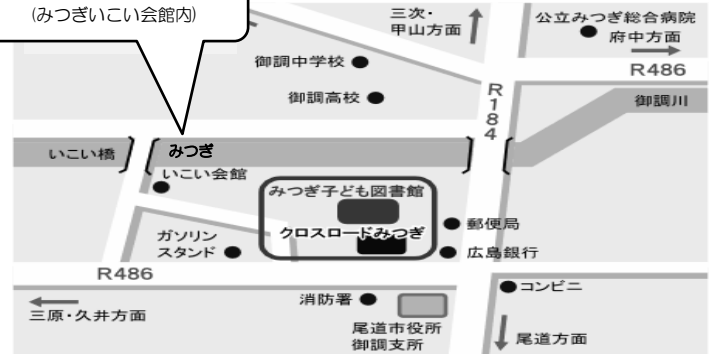 (みつぎいこい会館内)
三次・
甲山方面
公立みつぎ総合病院
府中方面
R486
御調中学校
御調高校
R184
御調川
いこい橋
みつぎ
いこい会館
みつぎ子ども図書館
クロスロードみつぎ
郵便局
広島銀行
ガソリン
スタンド
R486
コンビニ
消防署
三原・久井方面
尾道市役所
御調支所
尾道方面